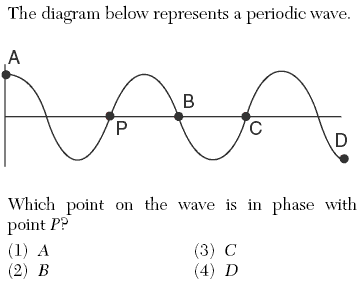 The diagram below represents a periodic wave.
A
B
P
C
D
Which point on the wave is in phase with
point P?
(1) A
(3) C
(2) B
(4) D